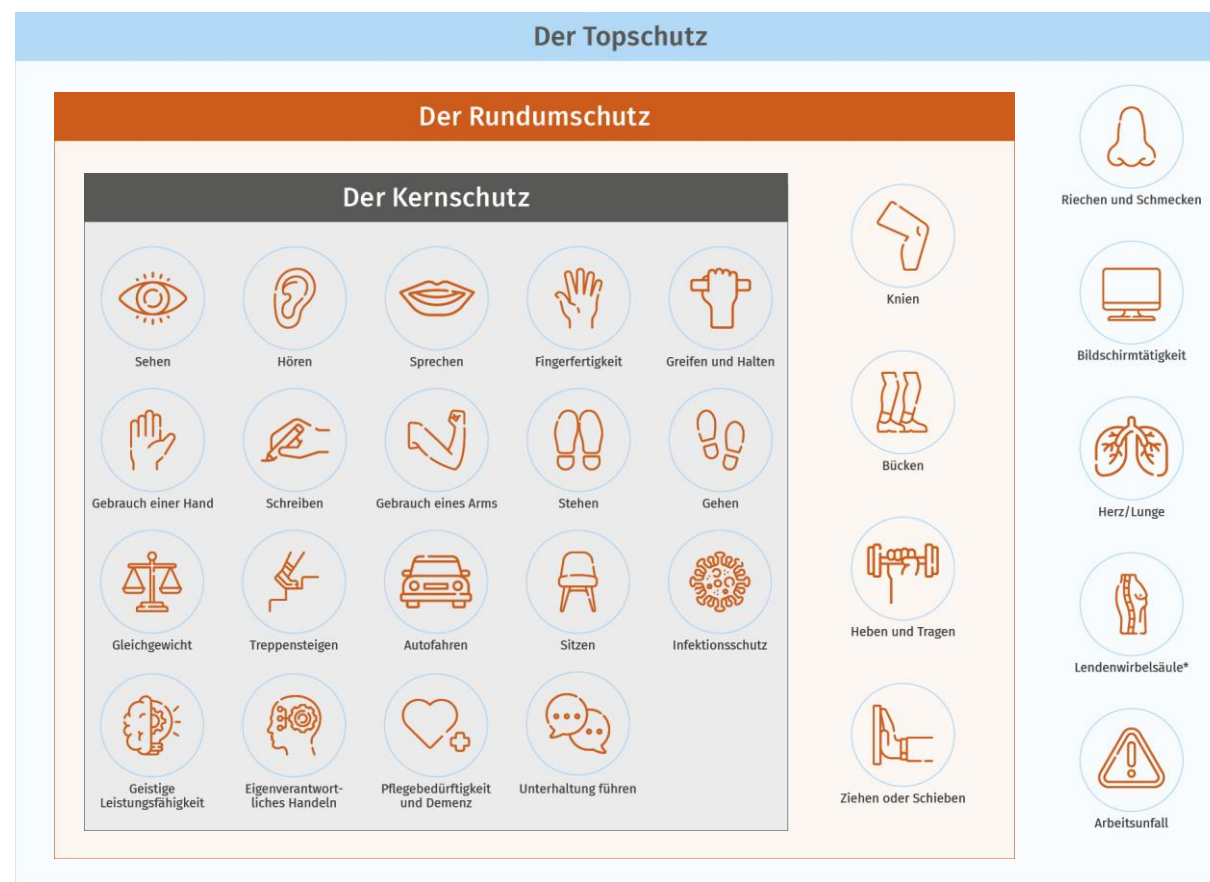 Der Topschutz
Der Rundumschutz
Der Kernschutz
Sehen
Hören
Sprechen
Fingerfertigkeit
Greifen und Halten
Gebrauch einer Hand
Schreiben
Gebrauch eines Arms
Stehen
Gehen
Gleichgewicht
Treppensteigen
Autofahren
Sitzen
Infektionsschutz
Geistige
Leistungsfähigkeit
Eigenverantwort-
liches Handeln
Pflegebedürftigkeit
und Demenz
Unterhaltung führen
Knien
Bücken
Heben und Tragen
Ziehen oder Schieben
Riechen und Schmecken
Bildschirmtätigkeit
Herz/Lunge
Lendenwirbelsäule*
Arbeitsunfall